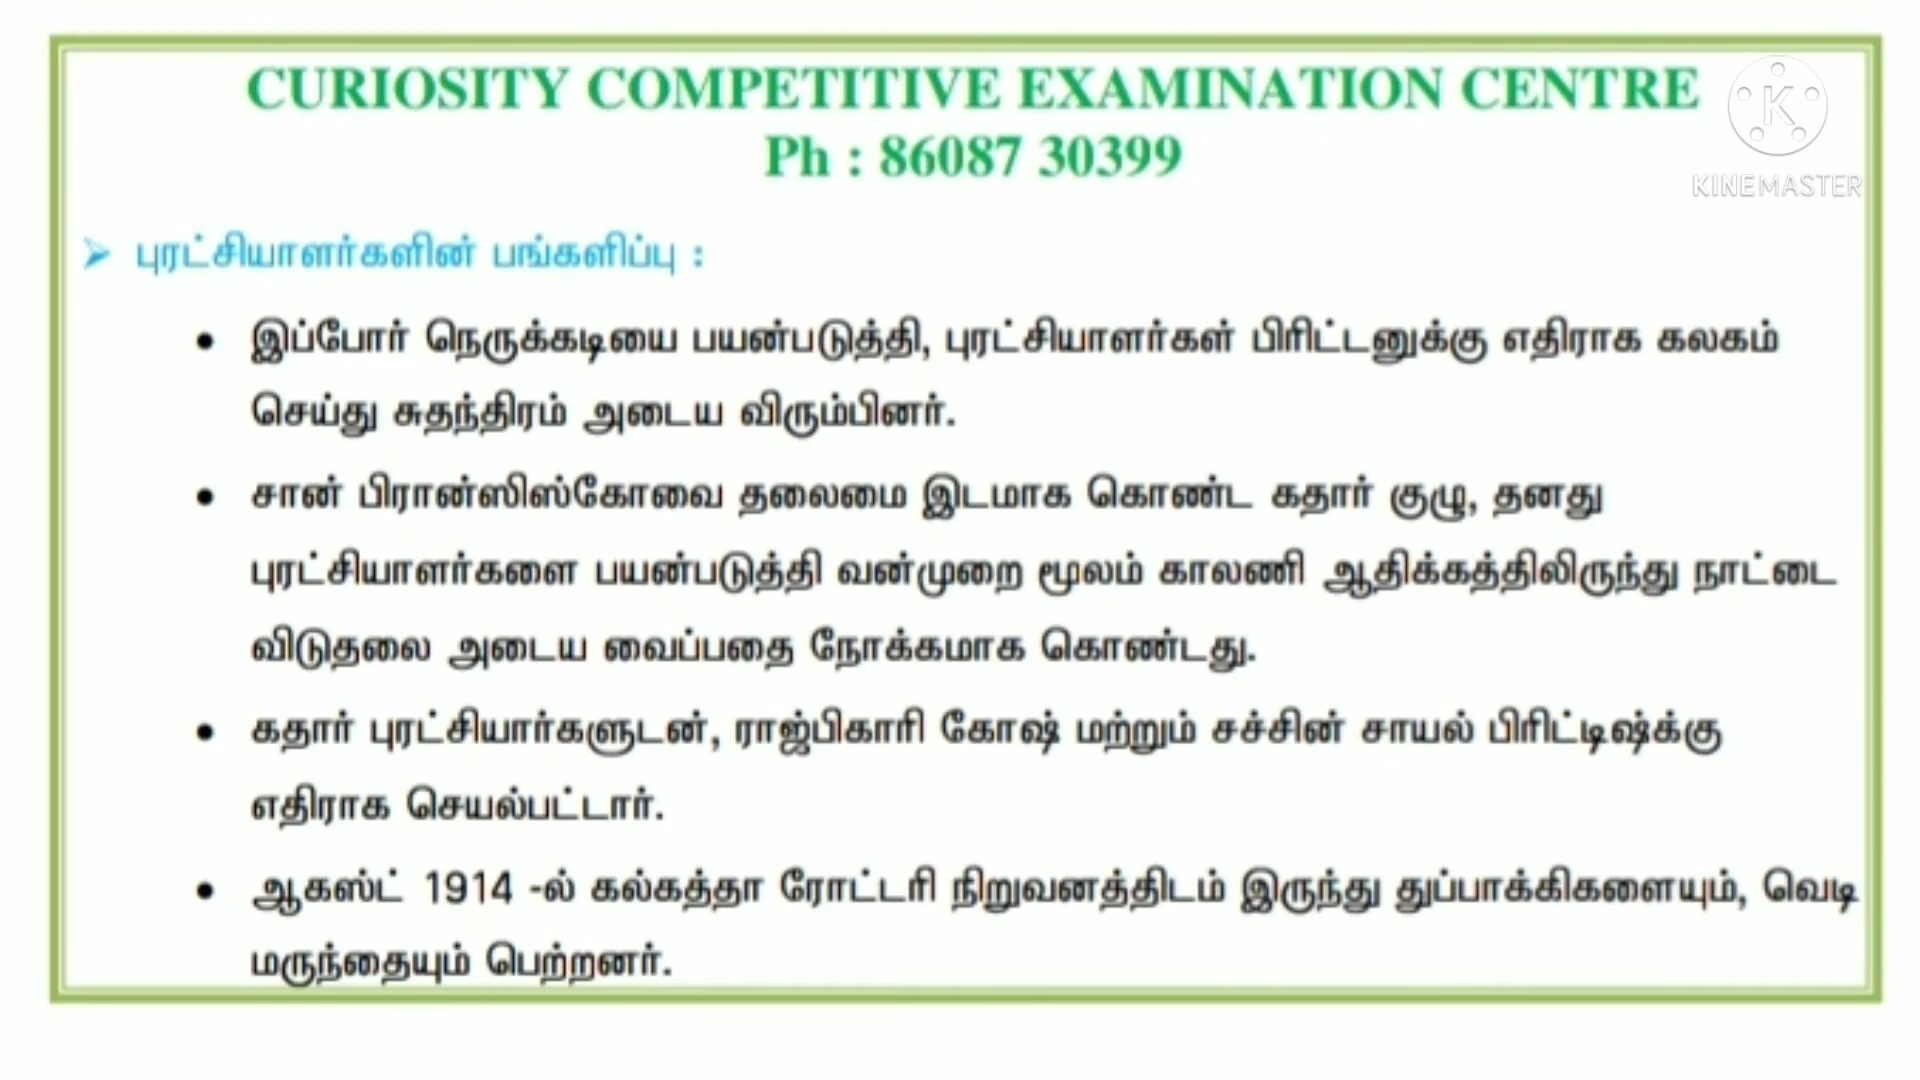 CURIOSITY COMPETITIVE EXAMINATION CENTRE
Ph : 86087 30399
KINEMASTER
➢ புரட்சியாளர்களின் பங்களிப்பு :
• இப்போர் நெருக்கடியை பயன்படுத்தி, புரட்சியாளர்கள் பிரிட்டனுக்கு எதிராக கலகம்
செய்து சுதந்திரம் அடைய விரும்பினர்.
• சான் பிரான்ஸிஸ்கோவை தலைமை இடமாக கொண்ட கதார் குழு, தனது
புரட்சியாளர்களை பயன்படுத்தி வன்முறை மூலம் காலணி ஆதிக்கத்திலிருந்து நாட்டை
விடுதலை அடைய வைப்பதை நோக்கமாக கொண்டது.
• கதார் புரட்சியார்களுடன், ராஜ்பிகாரி கோஷ் மற்றும் சச்சின் சாயல் பிரிட்டிஷ்க்கு
எதிராக செயல்பட்டார்.
• ஆகஸ்ட் 1914 -ல் கல்கத்தா ரோட்டரி நிறுவனத்திடம் இருந்து துப்பாக்கிகளையும், வெடி
மருந்தையும் பெற்றனர்.